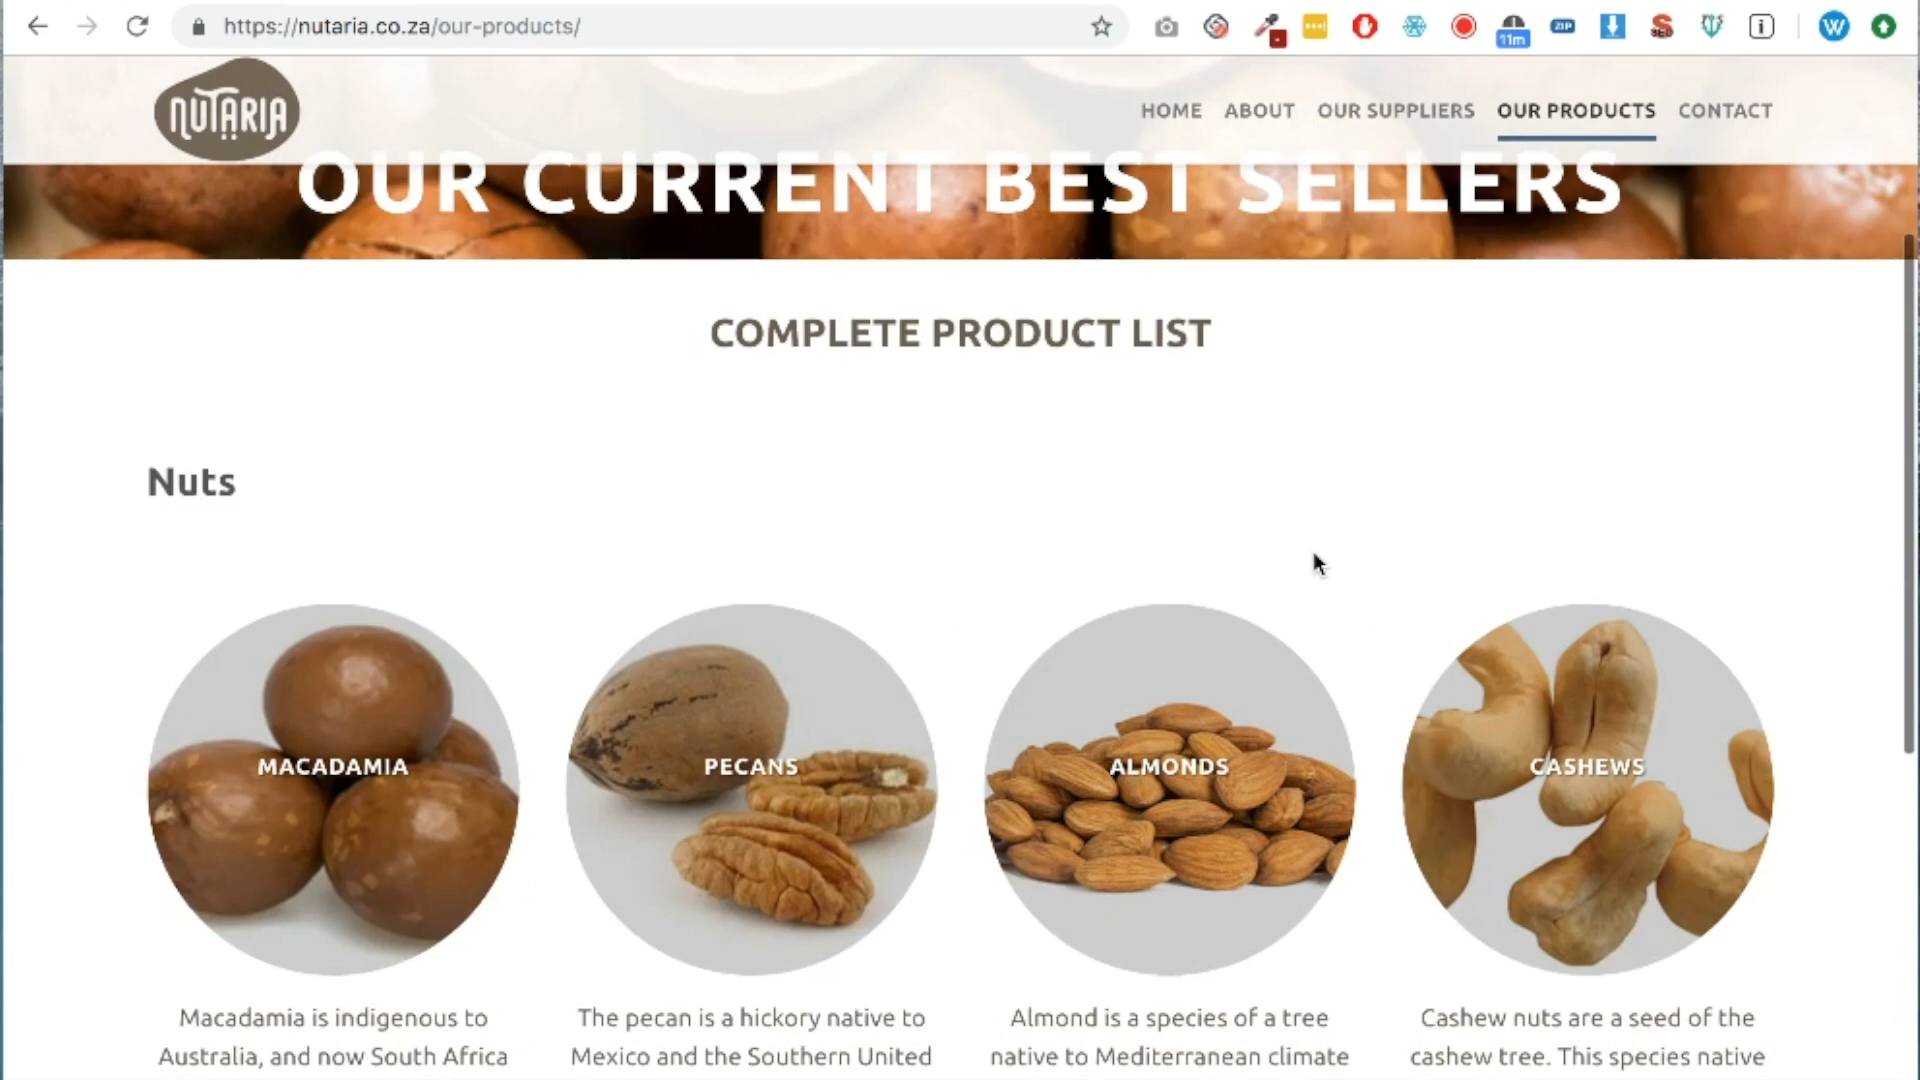 https://nutaria.co.za/our-products/
11m
ZIP
SEO
W
NUTARIA
HOME ABOUT OUR SUPPLIERS OUR PRODUCTS CONTACT
OUR CURRENT BEST SELLERS
COMPLETE PRODUCT LIST
Nuts
MACADAMIA
PECANS
ALMONDS
CASHEWS
Macadamia is indigenous to
Australia, and now South Africa
The pecan is a hickory native to
Mexico and the Southern United
Almond is a species of a tree
native to Mediterranean climate
Cashew nuts are a seed of the
cashew tree. This species native